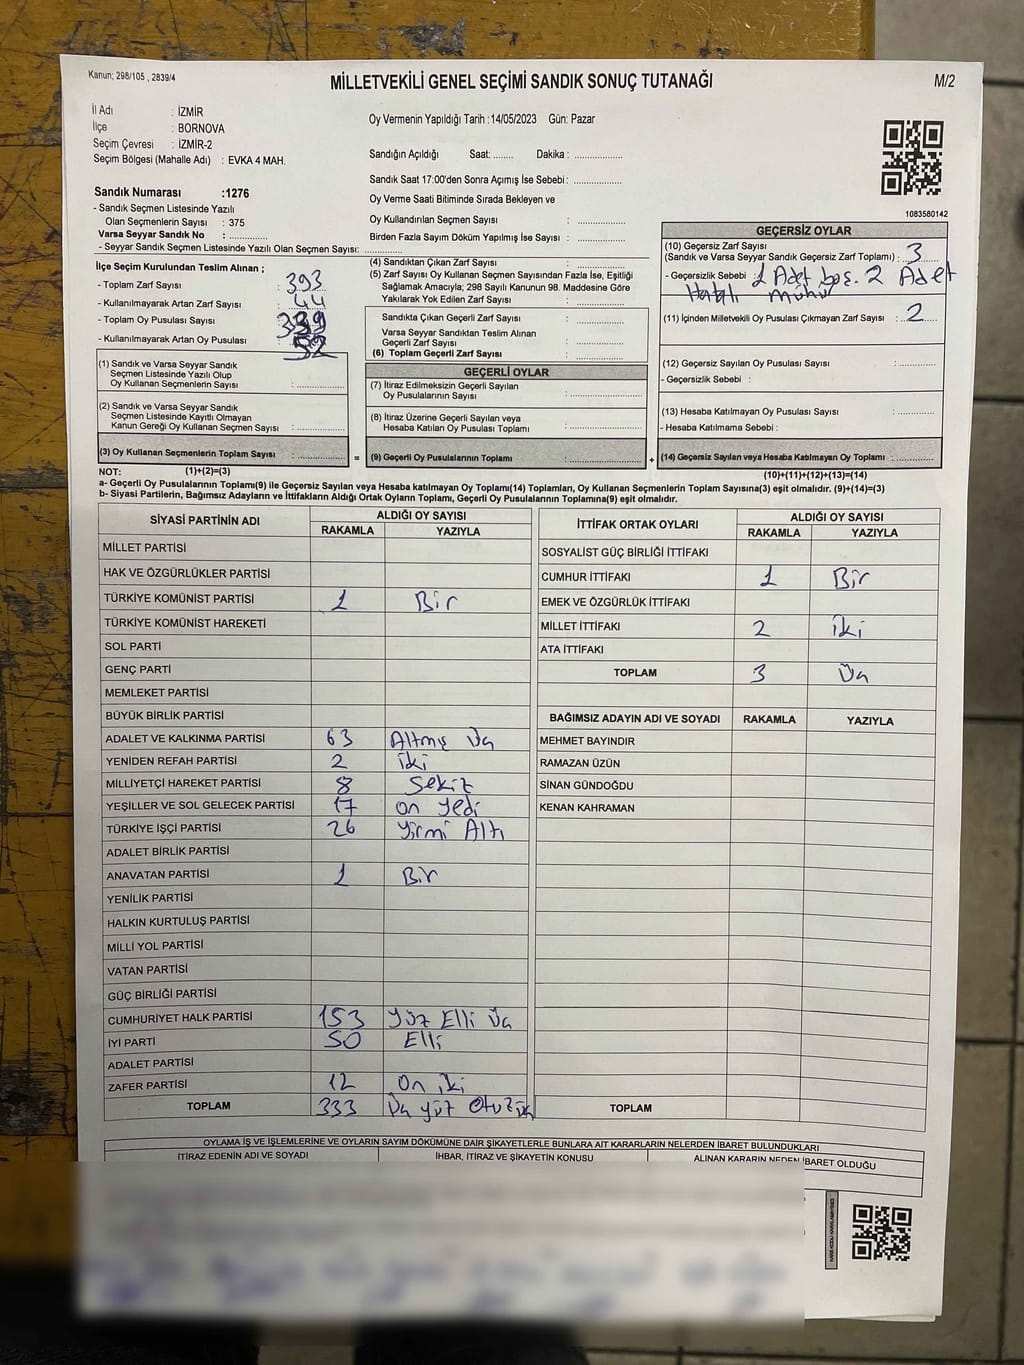 Kanun; 298/105 , 2839/4
MİLLETVEKİLİ GENEL SEÇİMİ SANDIK SONUÇ TUTANAĞI
M/2
İl Adı : İZMİR
İlçe : BORNOVA
Seçim Çevresi : İZMİR-2
Seçim Bölgesi (Mahalle Adı) : EVKA 4 MAH.
Oy Vermenin Yapıldığı Tarih :14/05/2023 Gün: Pazar
Sandığın Açıldığı Saat: ........ Dakika : ....................
Sandık Saat 17:00'den Sonra Açımış İse Sebebi: ....................
Oy Verme Saati Bitiminde Sırada Bekleyen ve
Oy Kullandırılan Seçmen Sayısı : ....................
Birden Fazla Sayım Döküm Yapılmış İse Sayısı : ....................
1083580142
Sandık Numarası :1276
- Sandık Seçmen Listesinde Yazılı
Olan Seçmenlerin Sayısı : 375
Varsa Seyyar Sandık No : ..............
- Seyyar Sandık Seçmen Listesinde Yazılı Olan Seçmen Sayısı: ..............
İlçe Seçim Kurulundan Teslim Alınan ;
- Toplam Zarf Sayısı : 393
- Kullanılmayarak Artan Zarf Sayısı : 44
- Toplam Oy Pusulası Sayısı :
- Kullanılmayarak Artan Oy Pusulası : 52
(1) Sandık ve Varsa Seyyar Sandık
Seçmen Listesinde Yazılı Olup
Oy Kullanan Seçmenlerin Sayısı : ..............
(2) Sandık ve Varsa Seyyar Sandık
Seçmen Listesinde Kayıtlı Olmayan
Kanun Gereği Oy Kullanan Seçmen Sayısı : ..............
(3) Oy Kullanan Seçmenlerin Toplam Sayısı : ..............
=
(4) Sandıktan Çıkan Zarf Sayısı : ..............
(5) Zarf Sayısı Oy Kullanan Seçmen Sayısından Fazla İse, Eşitliği
Sağlamak Amacıyla; 298 Sayılı Kanunun 98. Maddesine Göre
Yakılarak Yok Edilen Zarf Sayısı : ..............
Sandıkta Çıkan Geçerli Zarf Sayısı : ..............
Varsa Seyyar Sandıktan Teslim Alınan
Geçerli Zarf Sayısı : ..............
(6) Toplam Geçerli Zarf Sayısı : ..............
GEÇERLİ OYLAR
(7) İtiraz Edilmeksizin Geçerli Sayılan
Oy Pusulalarının Sayısı : ..............
(8) İtiraz Üzerine Geçerli Sayılan veya
Hesaba Katılan Oy Pusulası Toplamı : ..............
(9) Geçerli Oy Pusulalarının Toplamı : ..............
+
GEÇERSİZ OYLAR
(10) Geçersiz Zarf Sayısı
(Sandık ve Varsa Seyyar Sandık Geçersiz Zarf Toplamı) : 3
- Geçersizlik Sebebi : 1 Adet boş. 2 Adet
Hatalı mühür
(11) İçinden Milletvekili Oy Pusulası Çıkmayan Zarf Sayısı : 2
(12) Geçersiz Sayılan Oy Pusulası Sayısı : ..............
- Geçersizlik Sebebi :
(13) Hesaba Katılmayan Oy Pusulası Sayısı : ..............
- Hesaba Katılmama Sebebi :
(14) Geçersiz Sayılan veya Hesaba Katılmayan Oy Toplamı : ..............
NOT: (1)+(2)=(3)
(10)+(11)+(12)+(13)=(14)
a- Geçerli Oy Pusulalarının Toplamı(9) ile Geçersiz Sayılan veya Hesaba katılmayan Oy Toplam(14) Toplamları, Oy Kullanan Seçmenlerin Toplam Sayısına(3) eşit olmalıdır. (9)+(14)=(3)
b- Siyasi Partilerin, Bağımsız Adayların ve İttifakların Aldığı Ortak Oyların Toplamı, Geçerli Oy Pusulalarının Toplamına(9) eşit olmalıdır.
SİYASİ PARTİNİN ADI ALDIĞI OY SAYISI
RAKAMLA YAZIYLA
MİLLET PARTİSİ
HAK VE ÖZGÜRLÜKLER PARTİSİ
TÜRKİYE KOMÜNİST PARTİSİ 1 Bir
TÜRKİYE KOMÜNİST HAREKETİ
SOL PARTİ
GENÇ PARTİ
MEMLEKET PARTİSİ
BÜYÜK BİRLİK PARTİSİ
ADALET VE KALKINMA PARTİSİ 63 Altmış Üç
YENİDEN REFAH PARTİSİ 2 iki
MİLLİYETÇİ HAREKET PARTİSİ 8 Sekiz
YEŞİLLER VE SOL GELECEK PARTİSİ 17 on yedi
TÜRKİYE İŞÇİ PARTİSİ 26 Yirmi Altı
ADALET BİRLİK PARTİSİ
ANAVATAN PARTİSİ 1 Bir
YENİLİK PARTİSİ
HALKIN KURTULUŞ PARTİSİ
MİLLİ YOL PARTİSİ
VATAN PARTİSİ
GÜÇ BİRLİĞİ PARTİSİ
CUMHURİYET HALK PARTİSİ 153 Yüz Elli Üç
İYİ PARTİ 50 Elli
ADALET PARTİSİ
ZAFER PARTİSİ 12 On iki
TOPLAM 333 Üç yüz Otuz üç
İTTİFAK ORTAK OYLARI ALDIĞI OY SAYISI
RAKAMLA YAZIYLA
SOSYALİST GÜÇ BİRLİĞİ İTTİFAKI
CUMHUR İTTİFAKI 1 Bir
EMEK VE ÖZGÜRLÜK İTTİFAKI
MİLLET İTTİFAKI 2 iki
ATA İTTİFAKI
TOPLAM 3 Üç
BAĞIMSIZ ADAYIN ADI VE SOYADI RAKAMLA YAZIYLA
MEHMET BAYINDIR
RAMAZAN ÜZÜN
SİNAN GÜNDOĞDU
KENAN KAHRAMAN
TOPLAM
OYLAMA İŞ VE İŞLEMLERİNE VE OYLARIN SAYIM DÖKÜMÜNE DAİR ŞİKAYETLERLE BUNLARA AİT KARARLARIN NELERDEN İBARET BULUNDUKLARI
İTİRAZ EDENİN ADI VE SOYADI İHBAR, İTİRAZ VE ŞİKAYETİN KONUSU ALINAN KARARIN NEDEN İBARET OLDUĞU